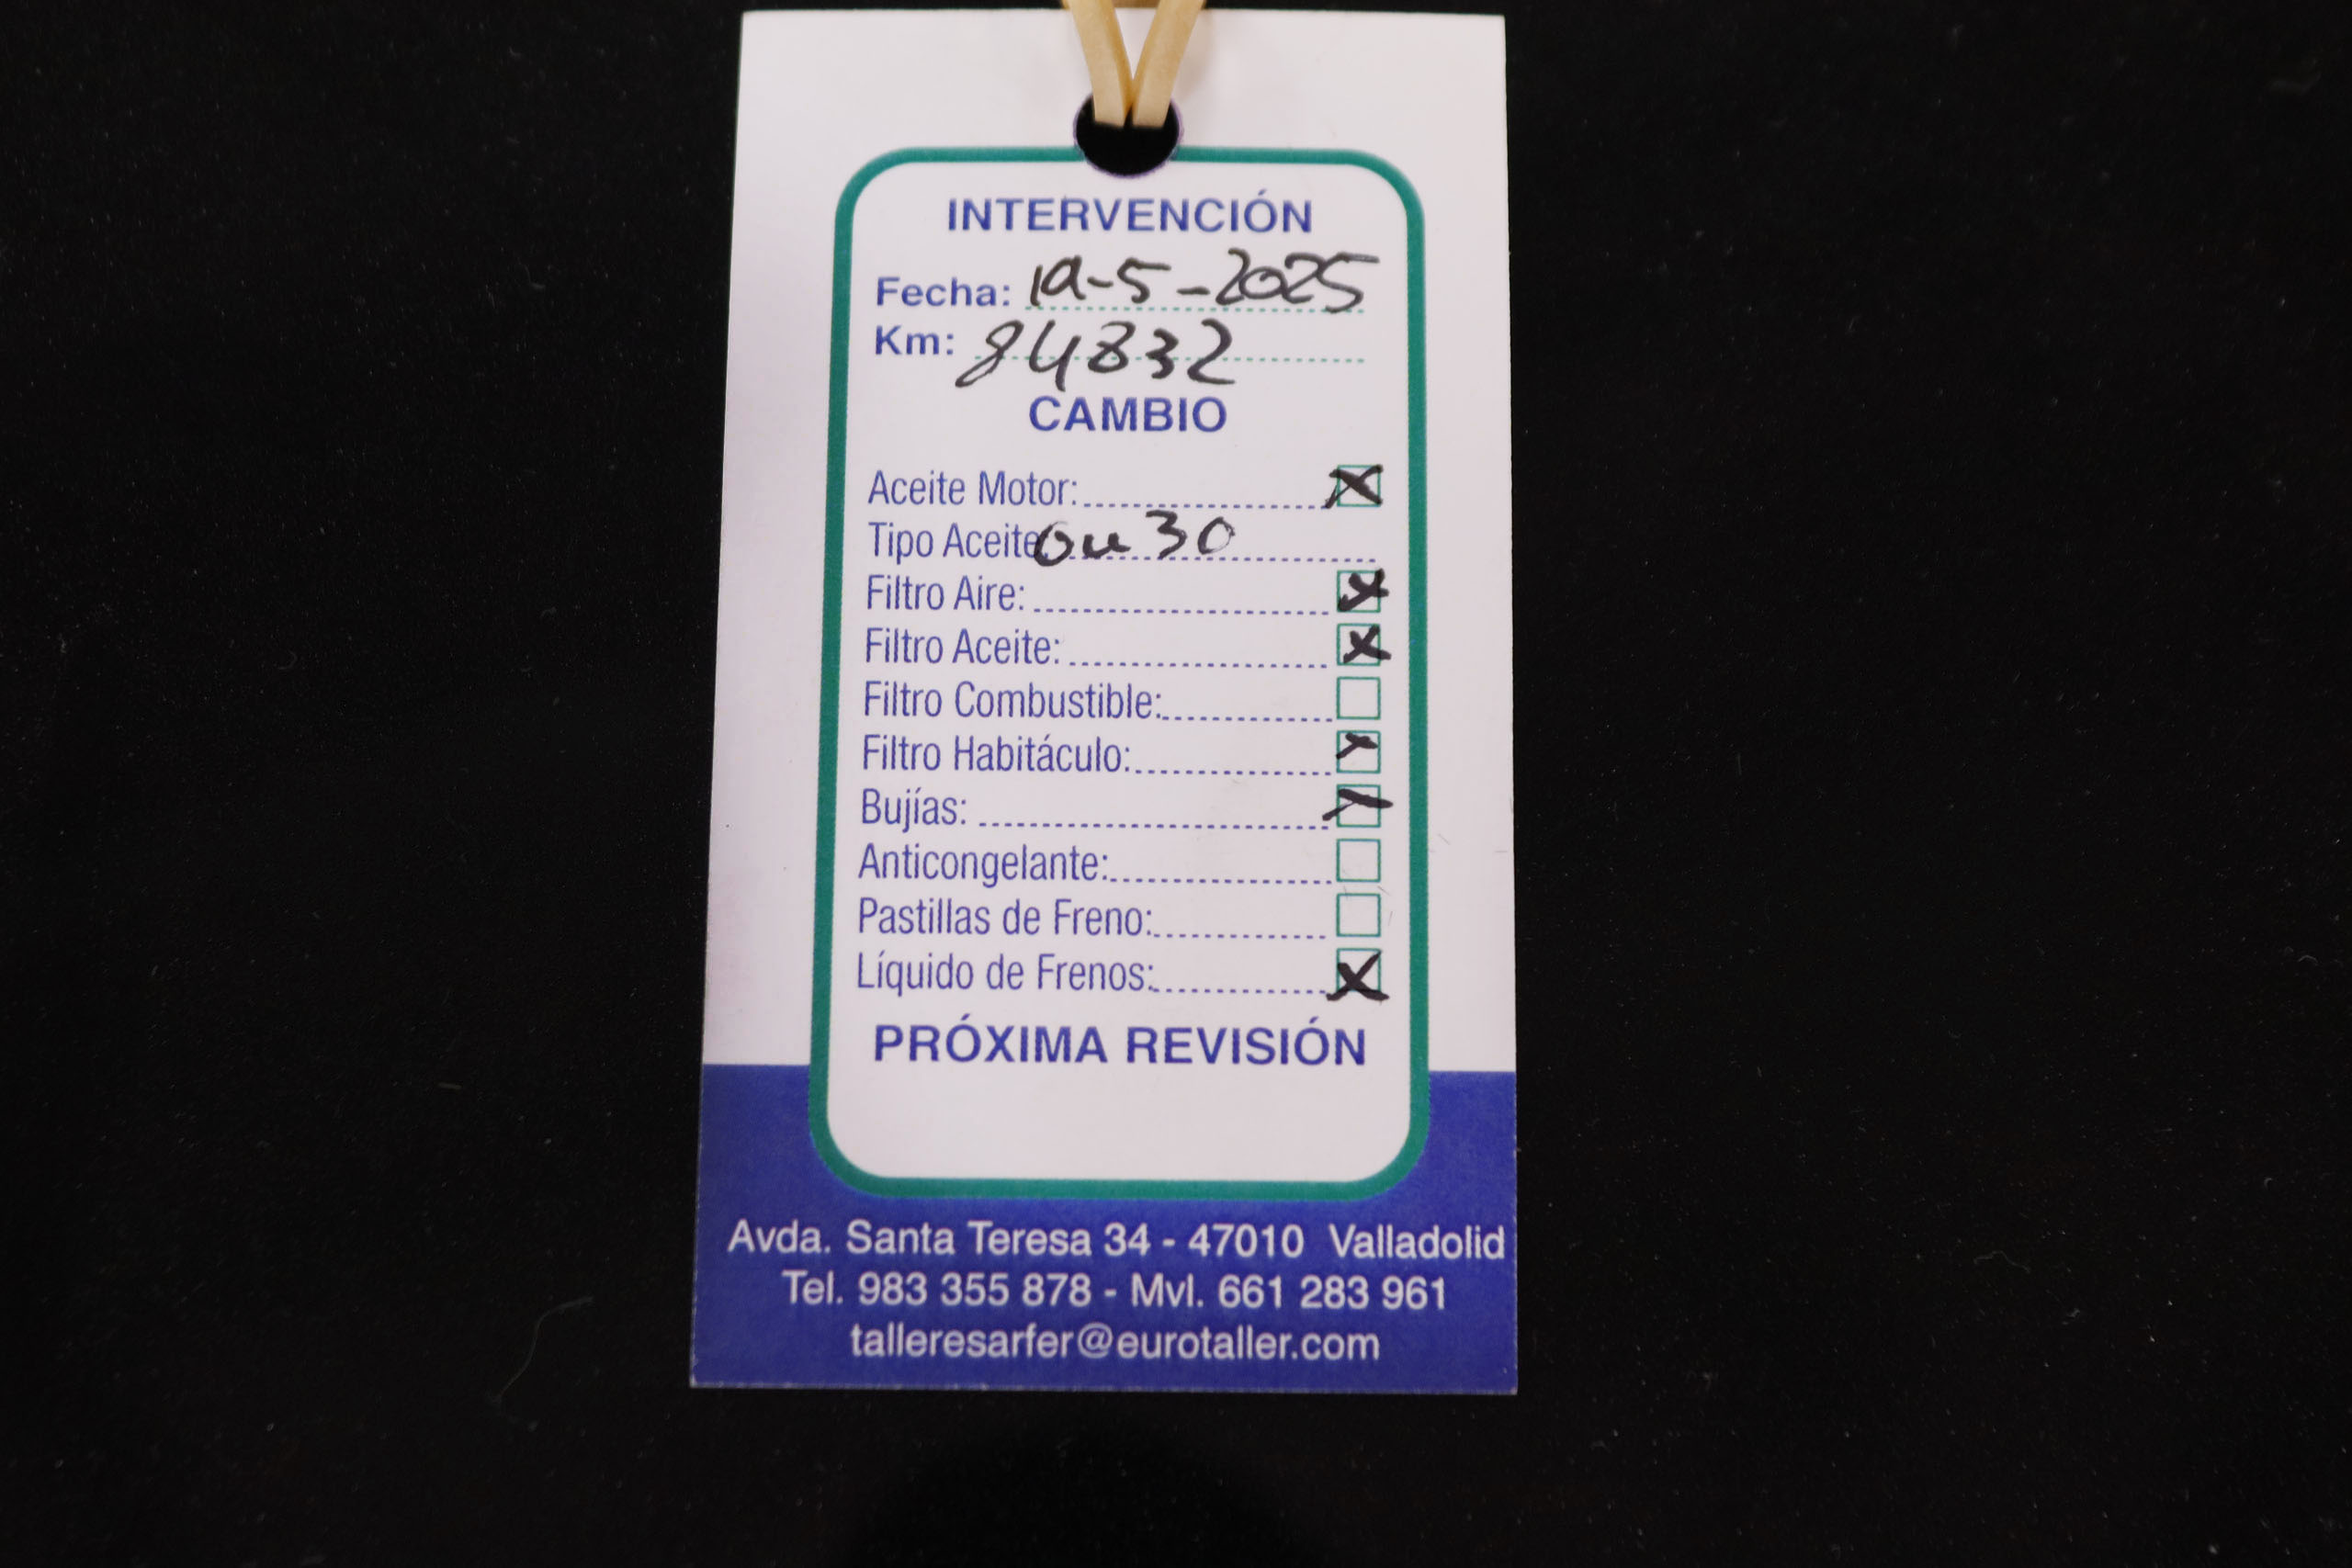 INTERVENCIÓN
Fecha: 19-5-2025
Km: 84832
CAMBIO
Aceite Motor: X
Tipo Aceite: 0w 30
Filtro Aire: X
Filtro Aceite: X
Filtro Combustible:
Filtro Habitáculo: X
Bujías: X
Anticongelante:
Pastillas de Freno:
Líquido de Frenos: X
PRÓXIMA REVISIÓN
Avda. Santa Teresa 34 - 47010 Valladolid
Tel. 983 355 878 - Mvl. 661 283 961
talleresarfer@eurotaller.com